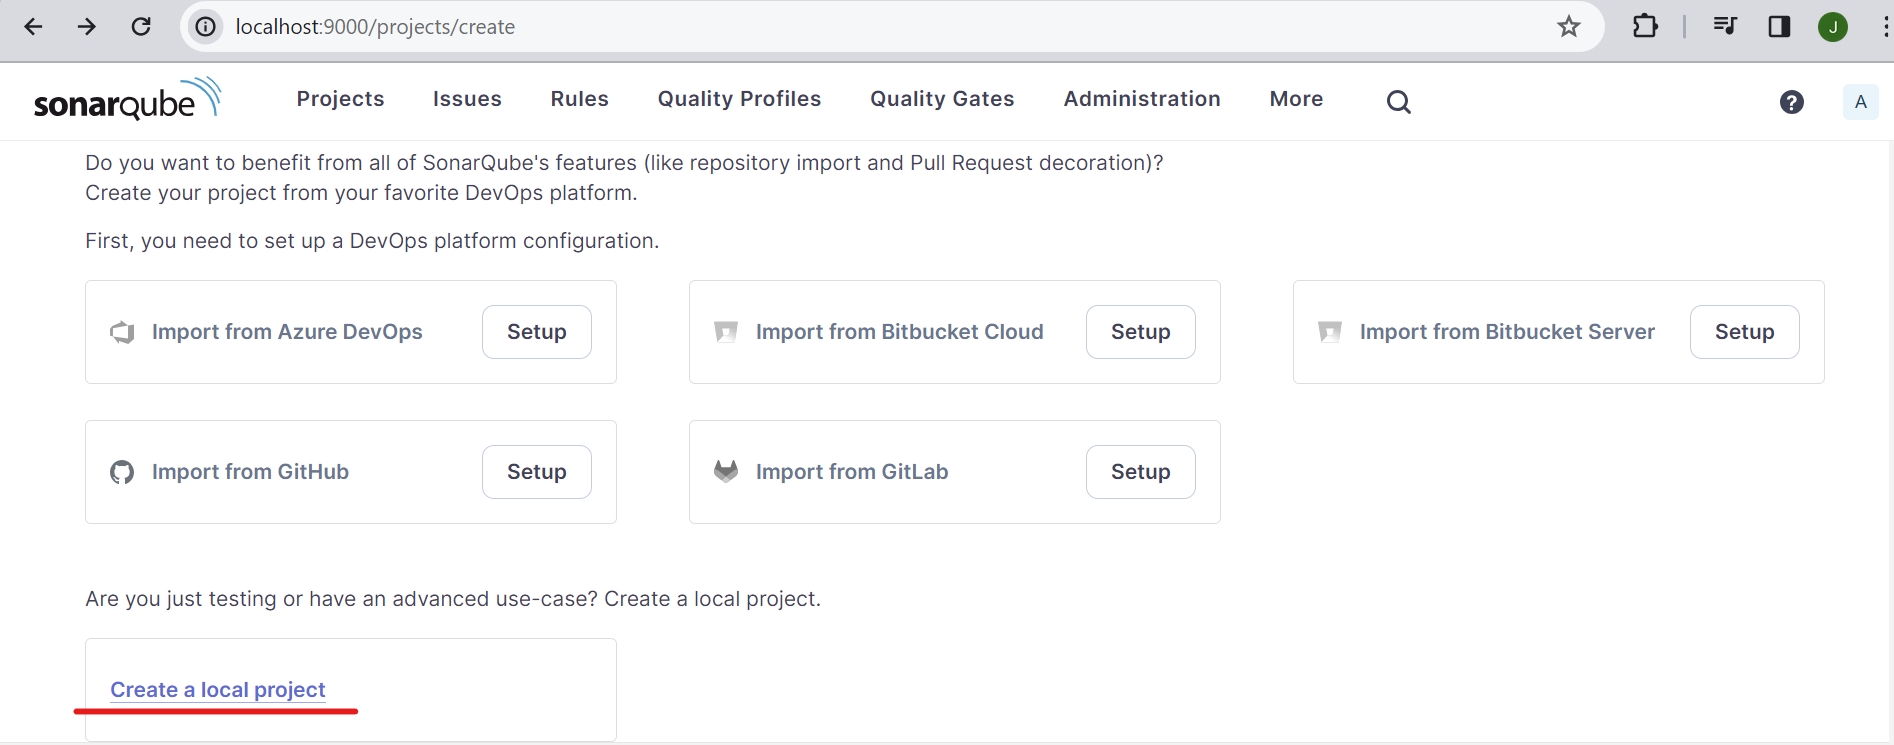 localhost:9000/projects/create
J
sonarqube
Projects Issues Rules Quality Profiles Quality Gates Administration More
?
A
Do you want to benefit from all of SonarQube's features (like repository import and Pull Request decoration)?
Create your project from your favorite DevOps platform.
First, you need to set up a DevOps platform configuration.
Import from Azure DevOps Setup
Import from Bitbucket Cloud Setup
Import from Bitbucket Server Setup
Import from GitHub Setup
Import from GitLab Setup
Are you just testing or have an advanced use-case? Create a local project.
Create a local project